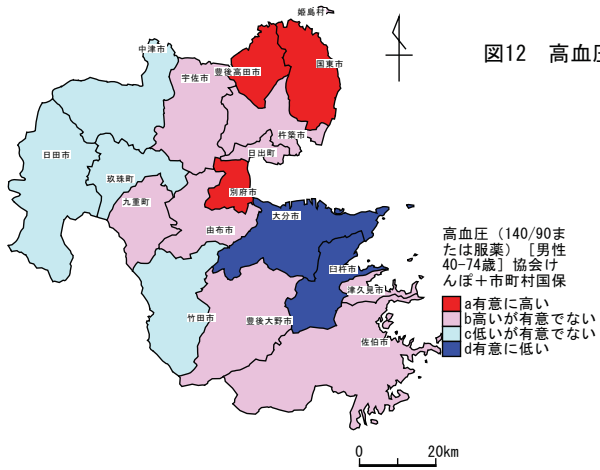 図12 高血圧
姫島村
中津市
宇佐市
豊後高田市
国東市
杵築市
日出町
日田市
玖珠町
九重町
別府市
由布市
大分市
臼杵市
津久見市
竹田市
豊後大野市
佐伯市
高血圧（140/90ま
たは服薬）［男性
40-74歳］協会け
んぽ＋市町村国保
a有意に高い
b高いが有意でない
c低いが有意でない
d有意に低い
0 20km